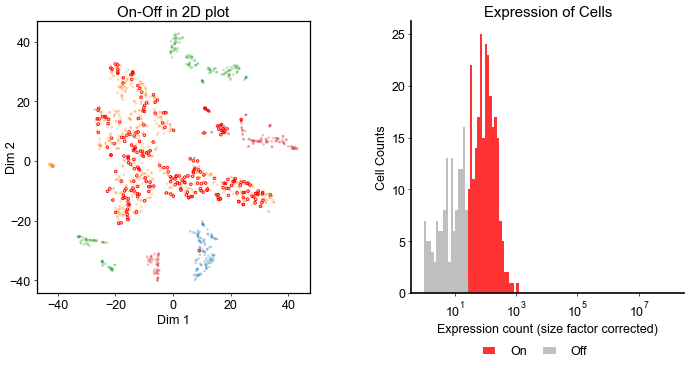 On-Off in 2D plot
40
20
0
−20
−40
Dim 2
−40 −20 0 20 40
Dim 1
Expression of Cells
25
20
15
10
5
0
Cell Counts
10^1 10^3 10^5 10^7
Expression count (size factor corrected)
On Off